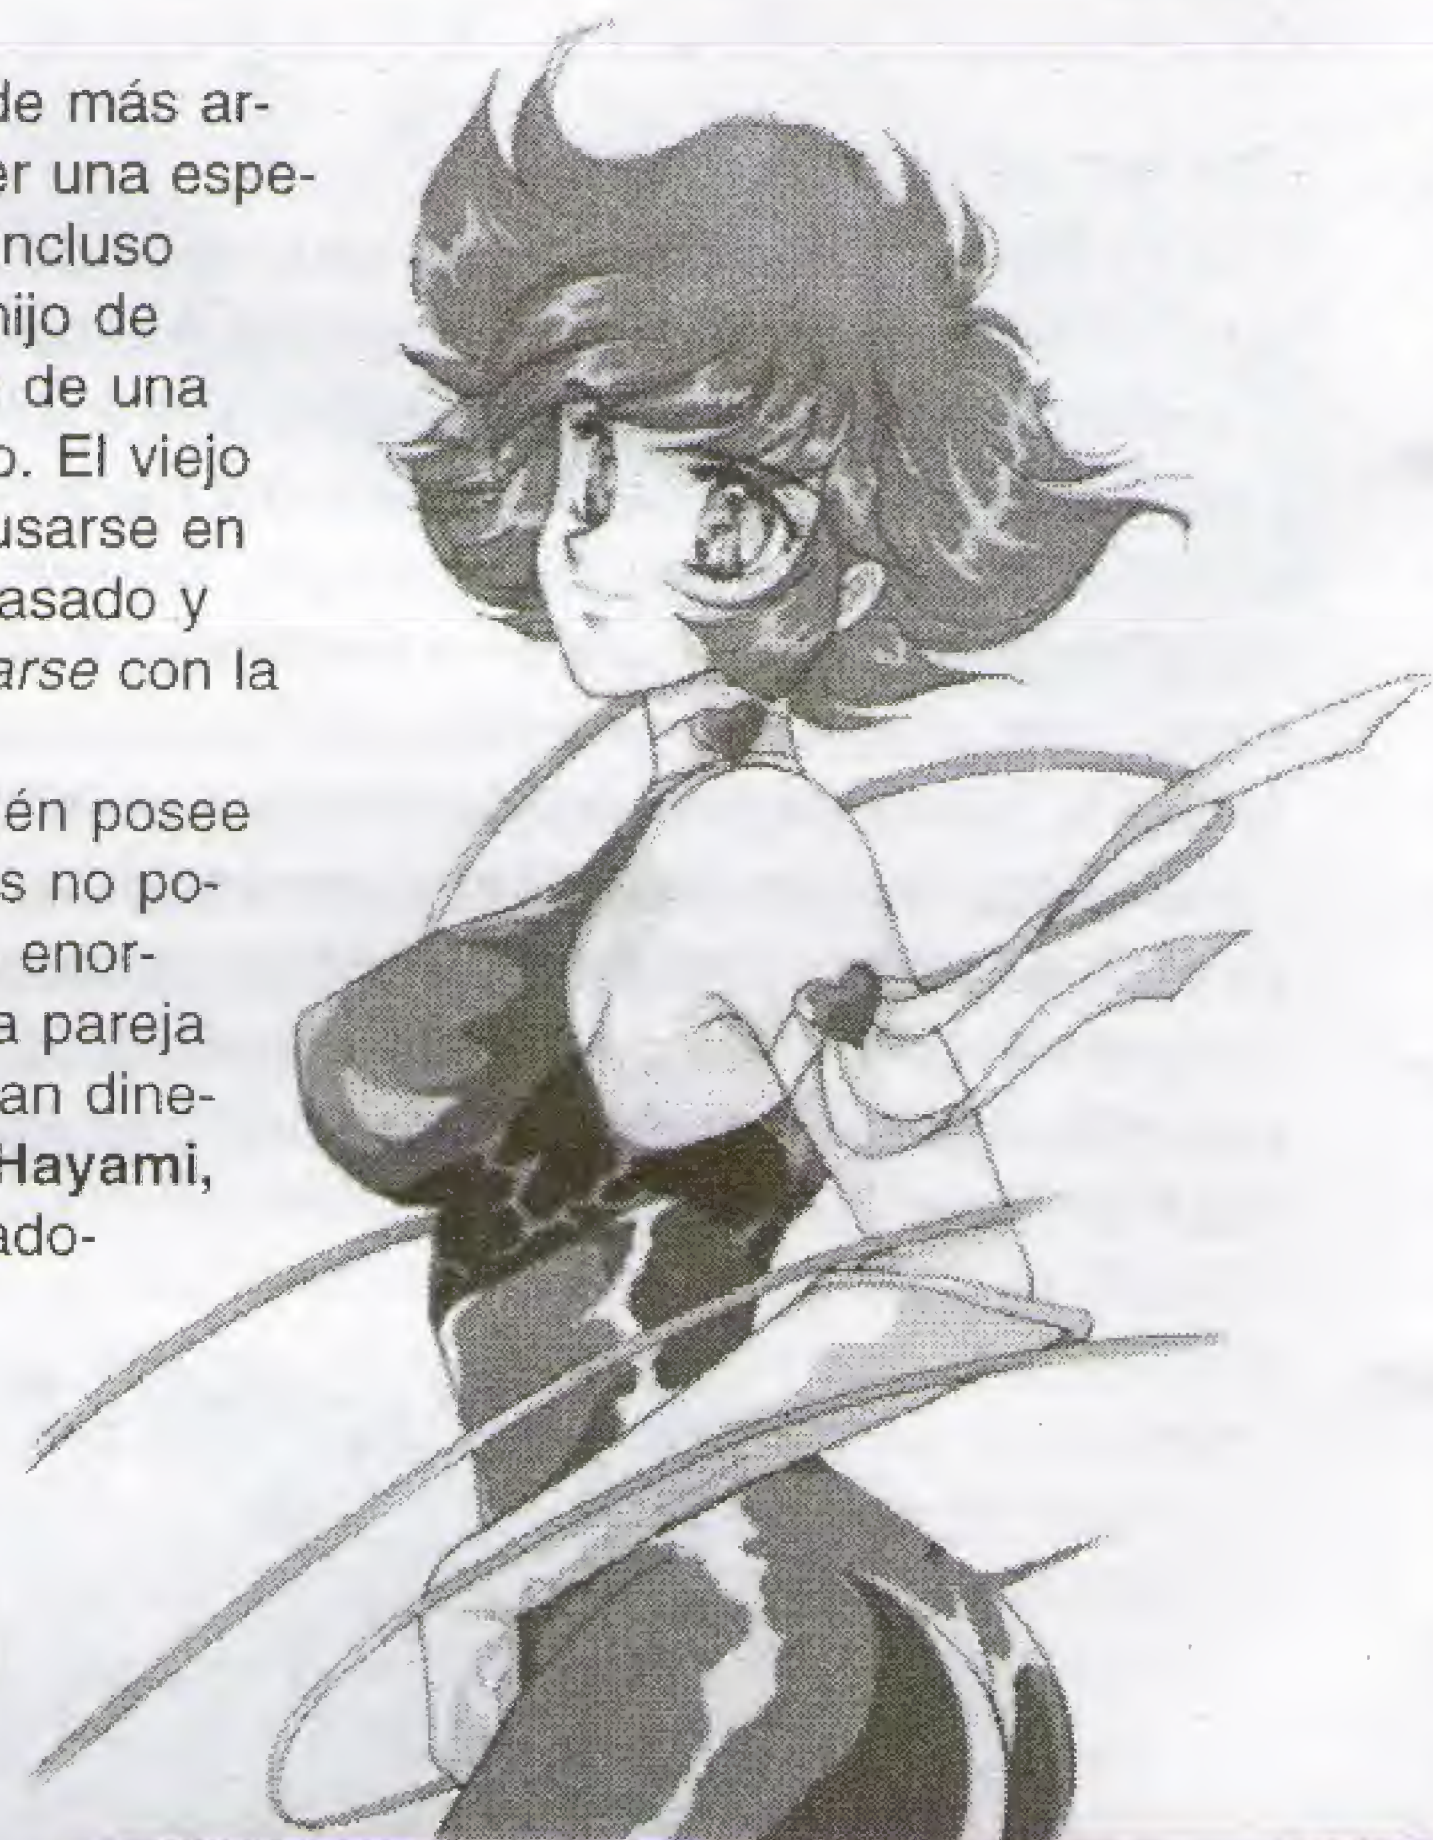 de más ar-
er una espe-
ncluso
hijo de
de una
o. El viejo
usarse en
asado y
arse con la
én posee
s no po-
enor-
a pareja
an dine-
Hayami,
ado-